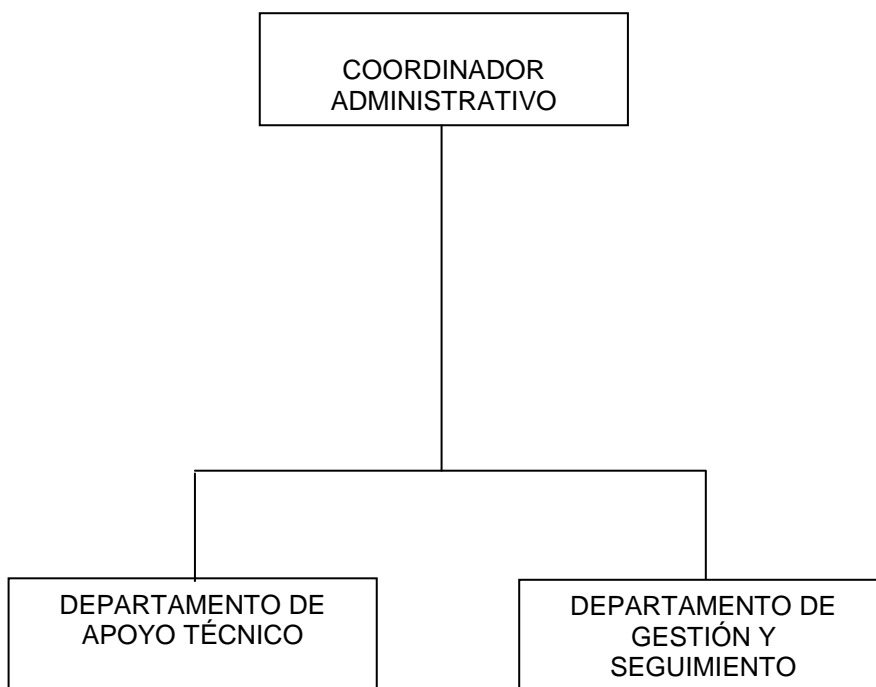 COORDINADOR
ADMINISTRATIVO
DEPARTAMENTO DE
APOYO TÉCNICO
DEPARTAMENTO DE
GESTIÓN Y
SEGUIMIENTO